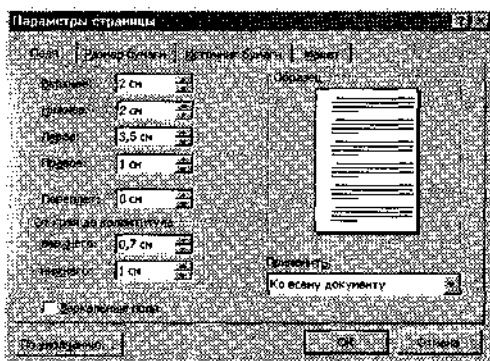 Параметры страницы
Поля Размер бумаги Источник бумаги Макет
Верхнее: 2 см
Нижнее: 2 см
Левое: 3,5 см
Правое: 1 см
Переплет: 0 см
От края до колонтитула
верхнего: 0,7 см
нижнего: 1 см
Зеркальные поля
Образец
Применить:
Ко всему документу
По умолчанию...
ОК
Отмена